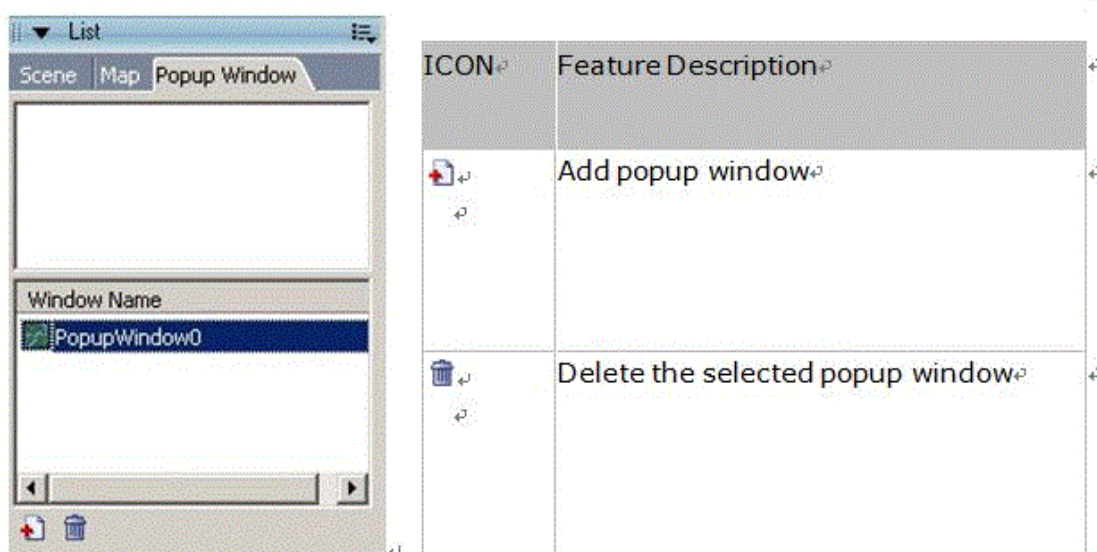 List
Scene Map Popup Window
Window Name
PopupWindow0
ICON Feature Description
Add popup window
Delete the selected popup window